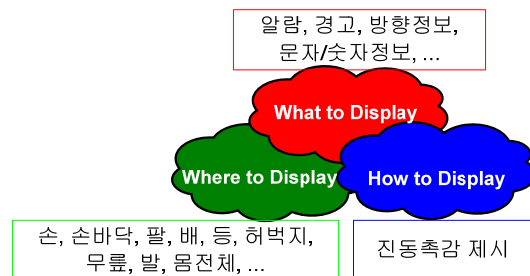 알람, 경고, 방향정보,
문자/숫자정보, ...
What to Display
Where to Display
How to Display
손, 손바닥, 팔, 배, 등, 허벅지,
무릎, 발, 몸전체, ...
진동촉감 제시